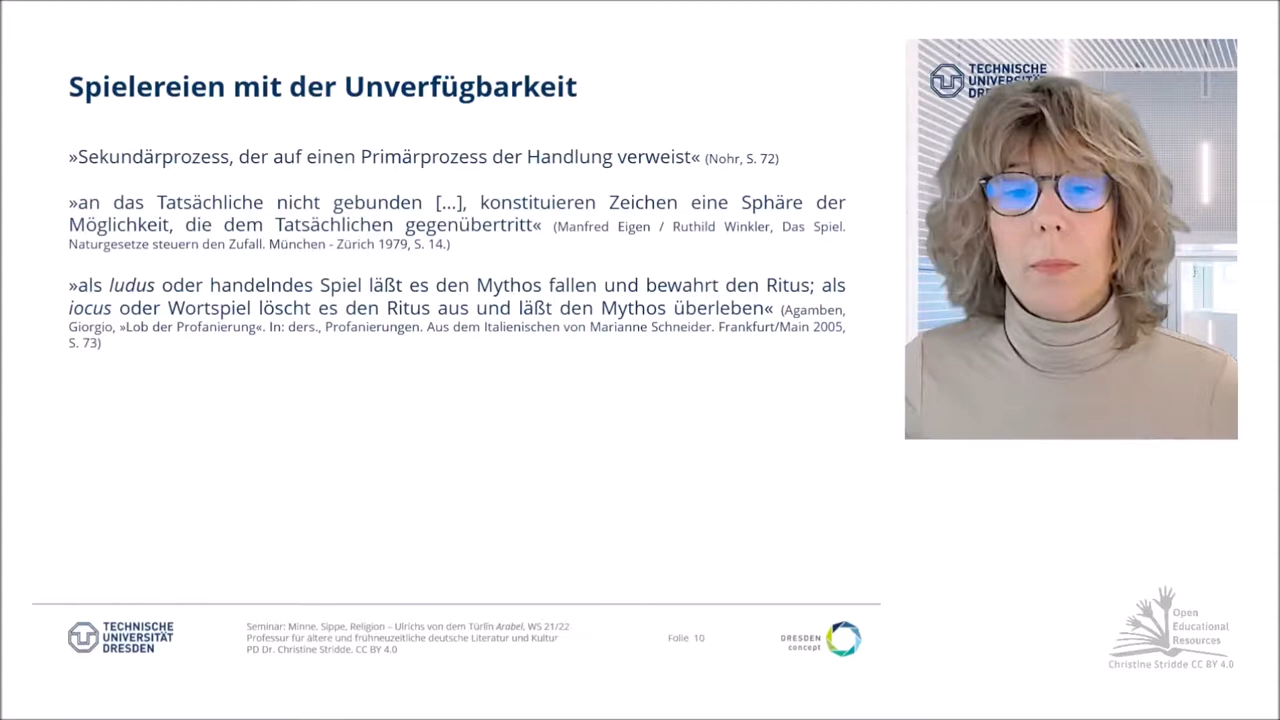 Spielereien mit der Unverfügbarkeit
»Sekundärprozess, der auf einen Primärprozess der Handlung verweist« (Nohr, S. 72)
»an das Tatsächliche nicht gebunden [...], konstituieren Zeichen eine Sphäre der
Möglichkeit, die dem Tatsächlichen gegenübertritt« (Manfred Eigen / Ruthild Winkler, Das Spiel.
Naturgesetze steuern den Zufall. München - Zürich 1979, S. 14.)
»als ludus oder handelndes Spiel läßt es den Mythos fallen und bewahrt den Ritus; als
iocus oder Wortspiel löscht es den Ritus aus und läßt den Mythos überleben« (Agamben,
Giorgio, »Lob der Profanierung«. In: ders., Profanierungen. Aus dem Italienischen von Marianne Schneider. Frankfurt/Main 2005,
S. 73)
TECHNISCHE
UNIVERSITÄT
DRE
TECHNISCHE
UNIVERSITÄT
DRESDEN
Seminar: Minne, Sippe, Religion – Ulrichs von dem Türlîn Arabel, WS 21/22
Professur für ältere und frühneuzeitliche deutsche Literatur und Kultur
PD Dr. Christine Stridde. CC BY 4.0
Folie 10
DRESDEN
concept
Open
Educational
Resources
Christine Stridde CC BY 4.0